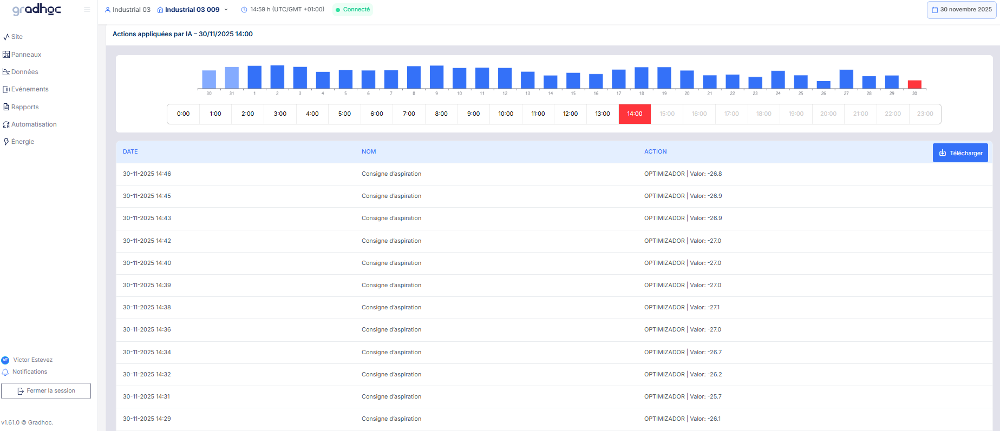 gradhoc
Industrial 03
Industrial 03 009
14:59 h (UTC/GMT +01:00)
Connecté
30 novembre 2025
Site
Panneaux
Données
Evénements
Rapports
Automatisation
Énergie
VE Victor Estevez
Notifications
Fermer la session
v1.61.0 © Gradhoc.
Actions appliquées par IA – 30/11/2025 14:00
30 31 1 2 3 4 5 6 7 8 9 10 11 12 13 14 15 16 17 18 19 20 21 22 23 24 25 26 27 28 29 30
0:00 1:00 2:00 3:00 4:00 5:00 6:00 7:00 8:00 9:00 10:00 11:00 12:00 13:00 14:00 15:00 16:00 17:00 18:00 19:00 20:00 21:00 22:00 23:00
DATE NOM ACTION Télécharger
30-11-2025 14:46 Consigne d'aspiration OPTIMIZADOR | Valor: -26.8
30-11-2025 14:45 Consigne d'aspiration OPTIMIZADOR | Valor: -26.9
30-11-2025 14:43 Consigne d'aspiration OPTIMIZADOR | Valor: -26.9
30-11-2025 14:42 Consigne d'aspiration OPTIMIZADOR | Valor: -27.0
30-11-2025 14:40 Consigne d'aspiration OPTIMIZADOR | Valor: -27.0
30-11-2025 14:39 Consigne d'aspiration OPTIMIZADOR | Valor: -27.0
30-11-2025 14:38 Consigne d'aspiration OPTIMIZADOR | Valor: -27.1
30-11-2025 14:36 Consigne d'aspiration OPTIMIZADOR | Valor: -27.0
30-11-2025 14:34 Consigne d'aspiration OPTIMIZADOR | Valor: -26.7
30-11-2025 14:32 Consigne d'aspiration OPTIMIZADOR | Valor: -26.2
30-11-2025 14:31 Consigne d'aspiration OPTIMIZADOR | Valor: -25.7
30-11-2025 14:29 Consigne d'aspiration OPTIMIZADOR | Valor: -26.1